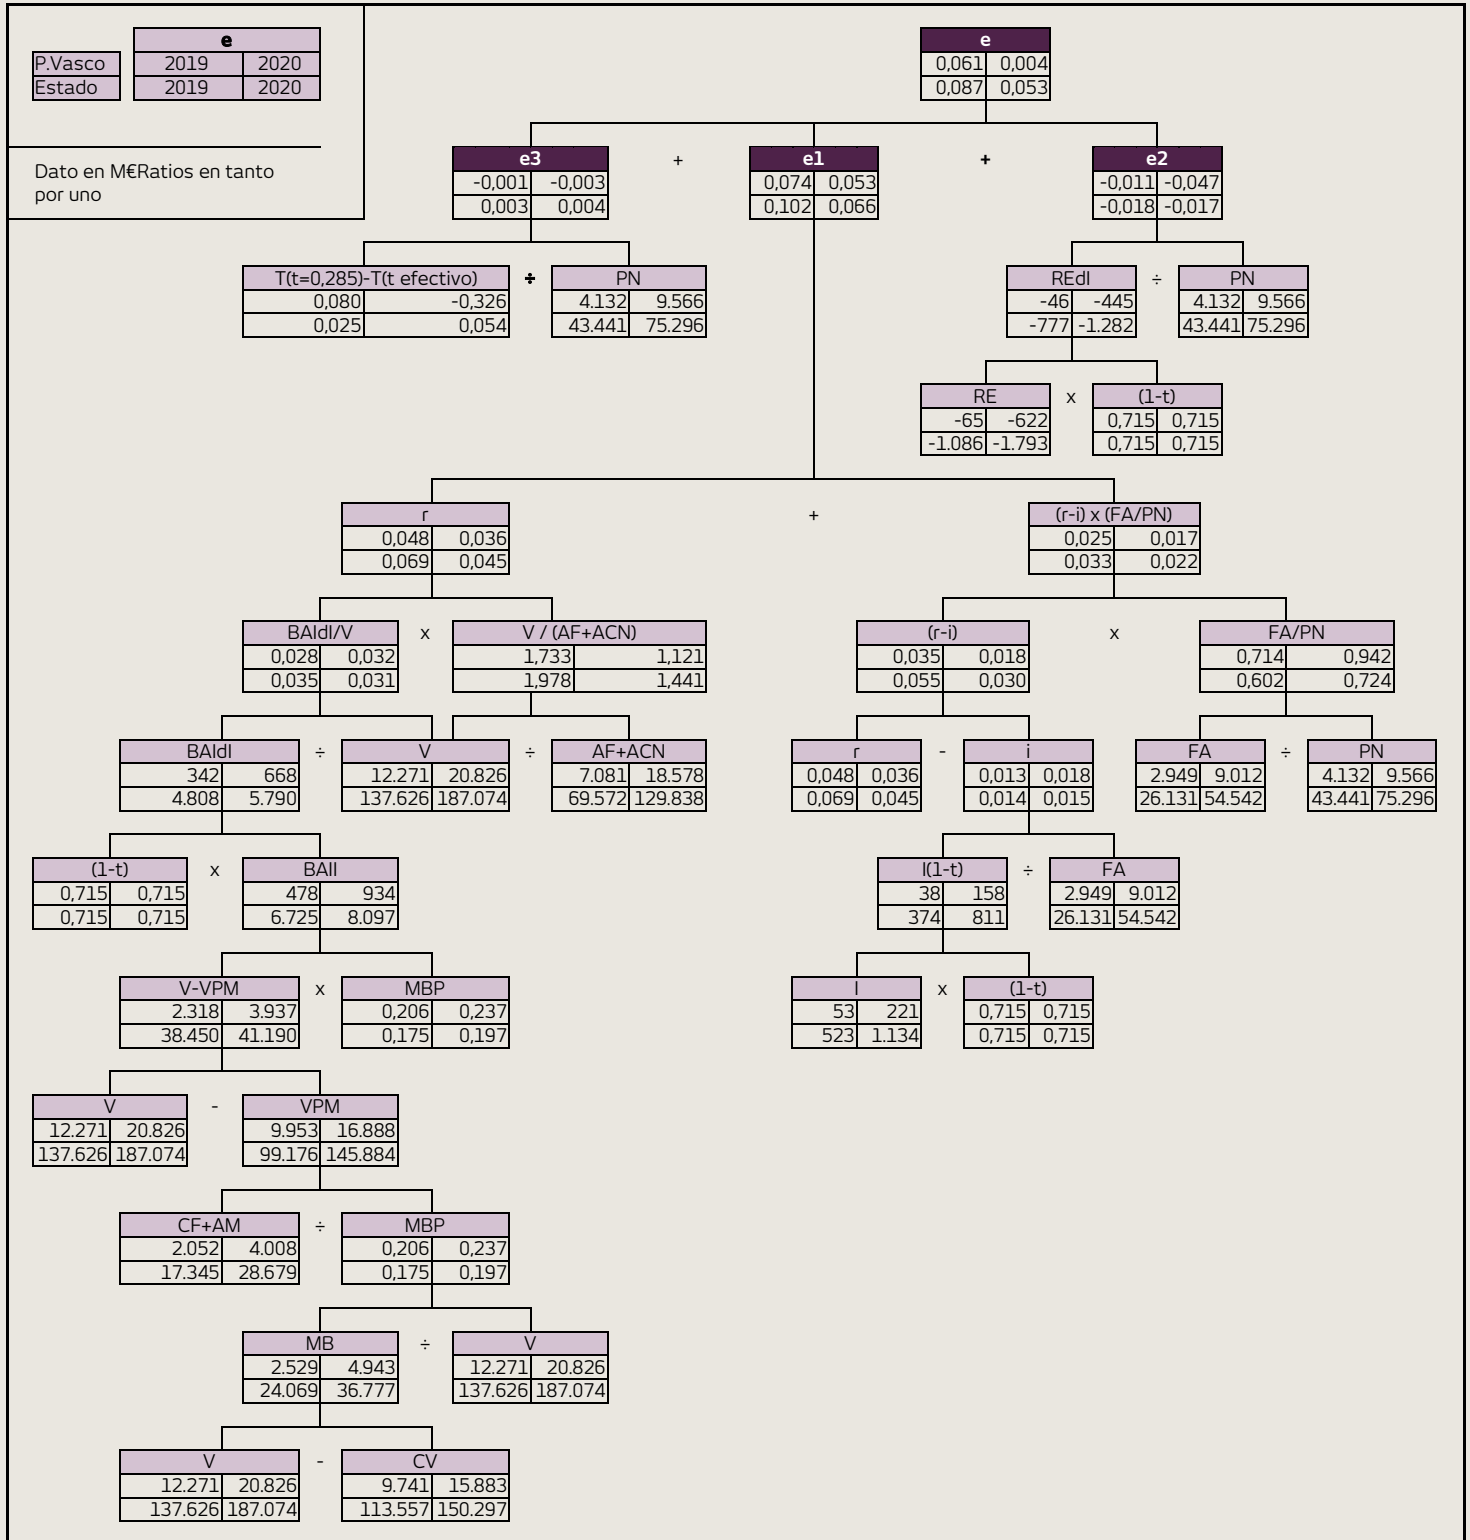 e
P.Vasco 2019 2020
Estado 2019 2020
Dato en M€Ratios en tanto
por uno
e
0,061 0,004
0,087 0,053
e3 + e1 + e2
-0,001 -0,003 0,074 0,053 -0,011 -0,047
0,003 0,004 0,102 0,066 -0,018 -0,017
T(t=0,285)-T(t efectivo) ÷ PN REdI ÷ PN
0,080 -0,326 4.132 9.566 -46 -445 4.132 9.566
0,025 0,054 43.441 75.296 -777 -1.282 43.441 75.296
RE x (1-t)
-65 -622 0,715 0,715
-1.086 -1.793 0,715 0,715
r + (r-i) x (FA/PN)
0,048 0,036 0,025 0,017
0,069 0,045 0,033 0,022
BAIdI/V x V / (AF+ACN) (r-i) x FA/PN
0,028 0,032 1,733 1,121 0,035 0,018 0,714 0,942
0,035 0,031 1,978 1,441 0,055 0,030 0,602 0,724
BAIdI ÷ V ÷ AF+ACN r - i FA ÷ PN
342 668 12.271 20.826 7.081 18.578 0,048 0,036 0,013 0,018 2.949 9.012 4.132 9.566
4.808 5.790 137.626 187.074 69.572 129.838 0,069 0,045 0,014 0,015 26.131 54.542 43.441 75.296
(1-t) x BAII I(1-t) ÷ FA
0,715 0,715 478 934 38 158 2.949 9.012
0,715 0,715 6.725 8.097 374 811 26.131 54.542
V-VPM x MBP I x (1-t)
2.318 3.937 0,206 0,237 53 221 0,715 0,715
38.450 41.190 0,175 0,197 523 1.134 0,715 0,715
V - VPM
12.271 20.826 9.953 16.888
137.626 187.074 99.176 145.884
CF+AM ÷ MBP
2.052 4.008 0,206 0,237
17.345 28.679 0,175 0,197
MB ÷ V
2.529 4.943 12.271 20.826
24.069 36.777 137.626 187.074
V - CV
12.271 20.826 9.741 15.883
137.626 187.074 113.557 150.297